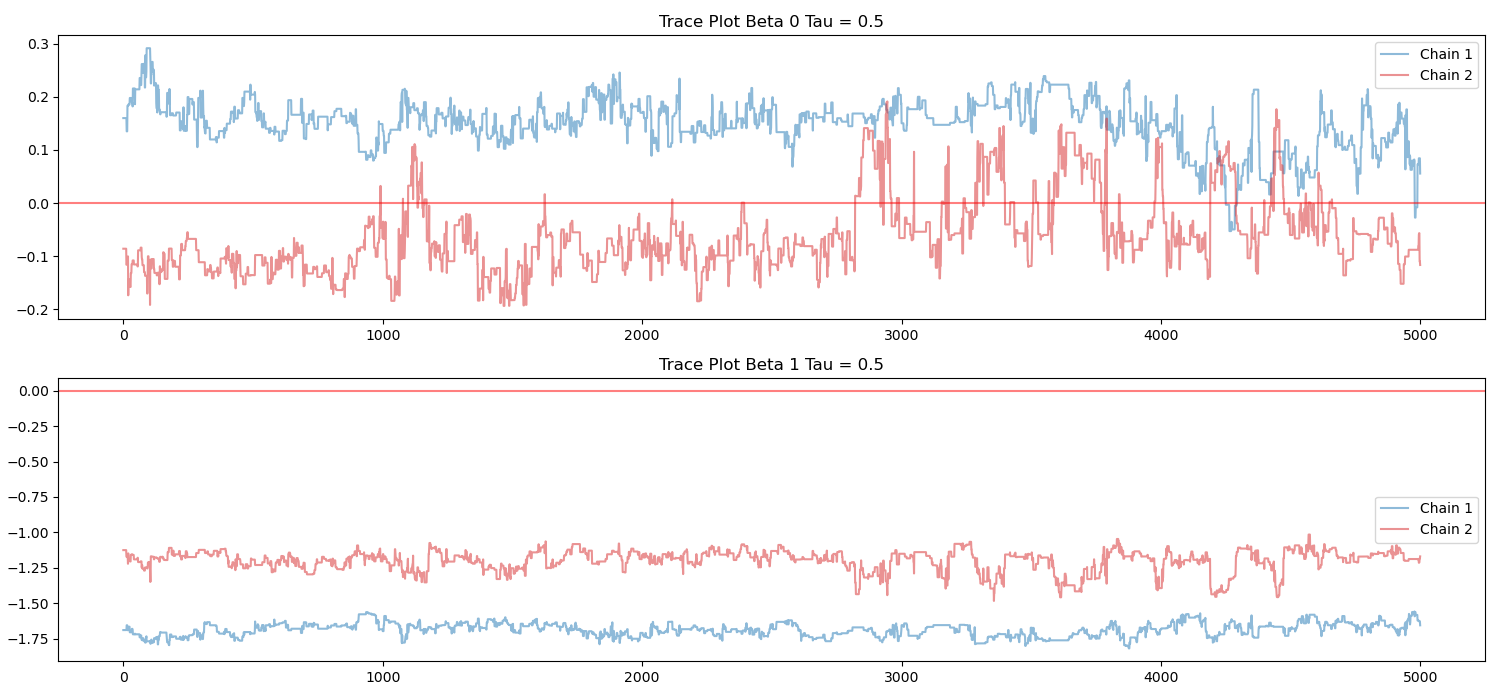 Trace Plot Beta 0 Tau = 0.5
0.3
0.2
0.1
0.0
−0.1
−0.2
Chain 1
Chain 2
0 1000 2000 3000 4000 5000
Trace Plot Beta 1 Tau = 0.5
0.00
−0.25
−0.50
−0.75
−1.00
−1.25
−1.50
−1.75
Chain 1
Chain 2
0 1000 2000 3000 4000 5000